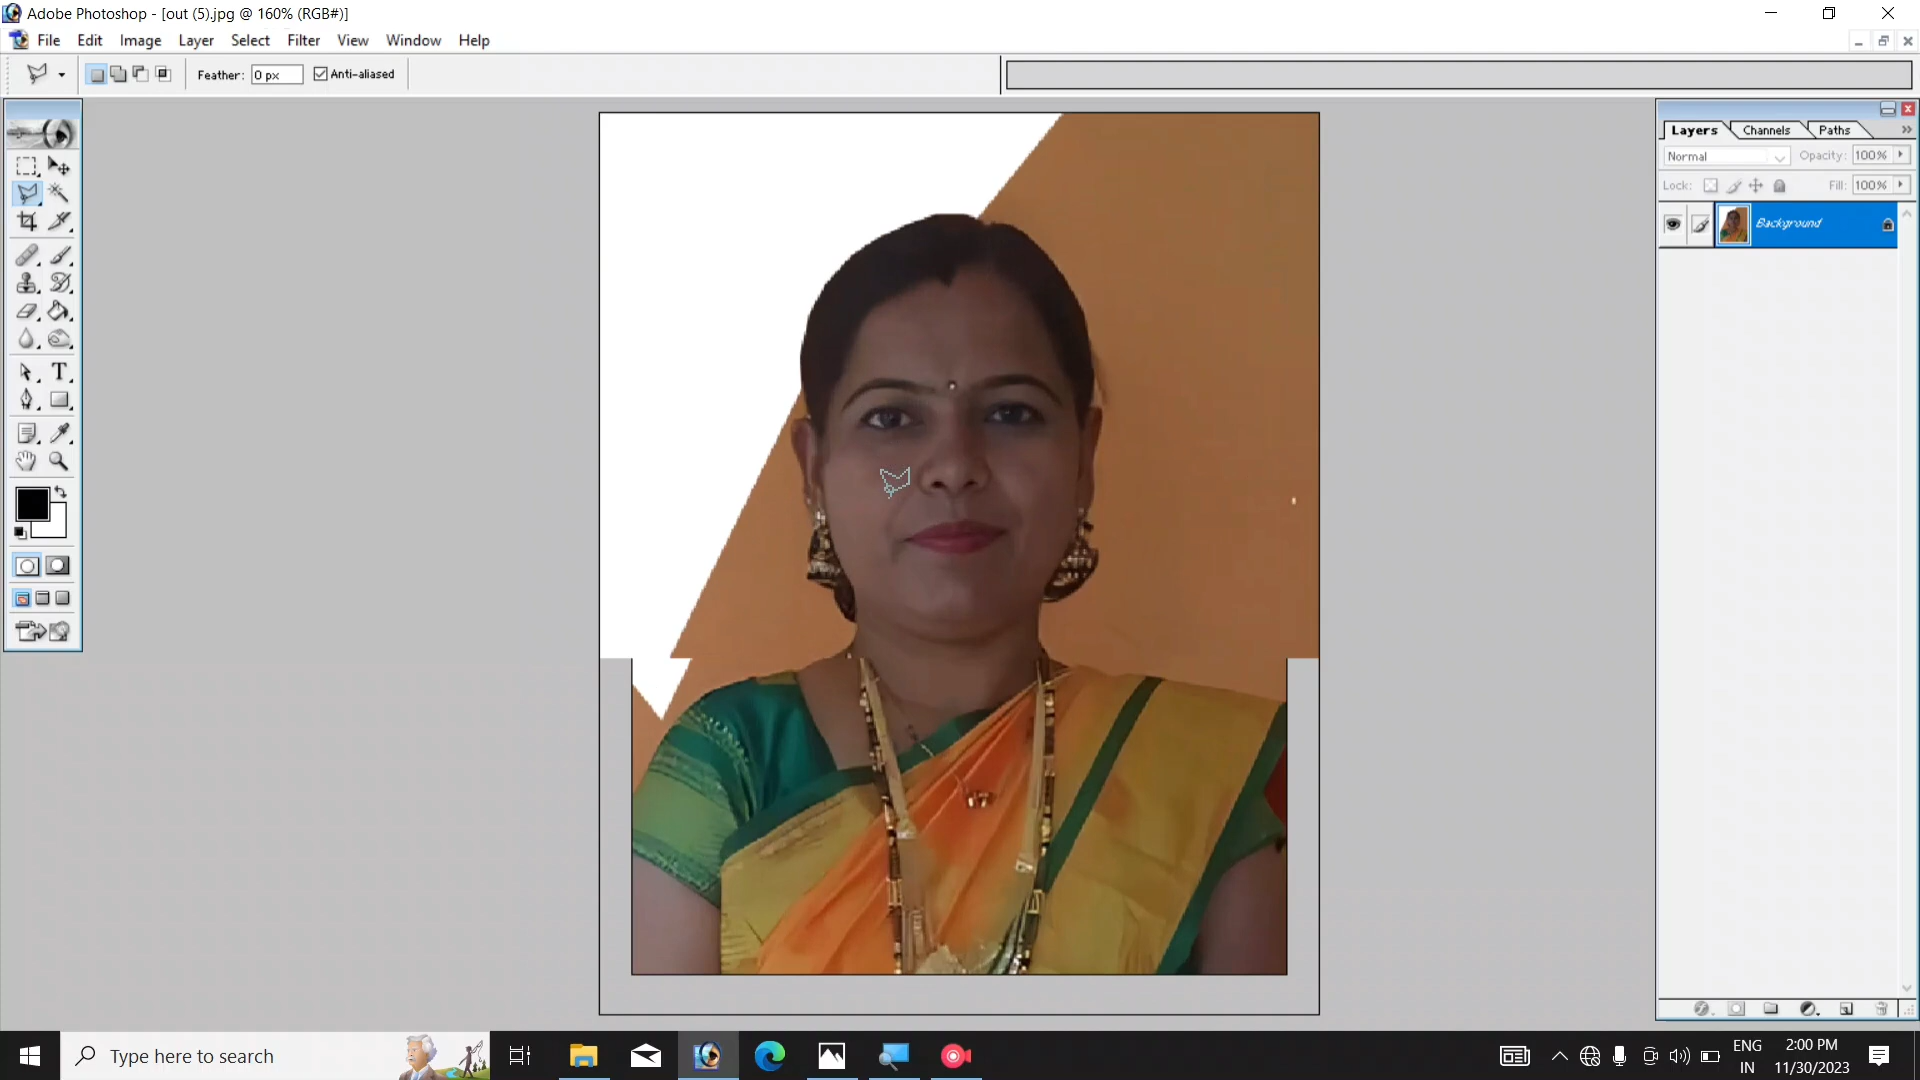 Adobe Photoshop - [out (5).jpg @ 160% (RGB#)]
File Edit Image Layer Select Filter View Window Help
Feather: 0 px Anti-aliased
Layers Channels Paths
Normal Opacity: 100%
Lock: Fill: 100%
Background
T
Type here to search
ENG
IN
2:00 PM
11/30/2023